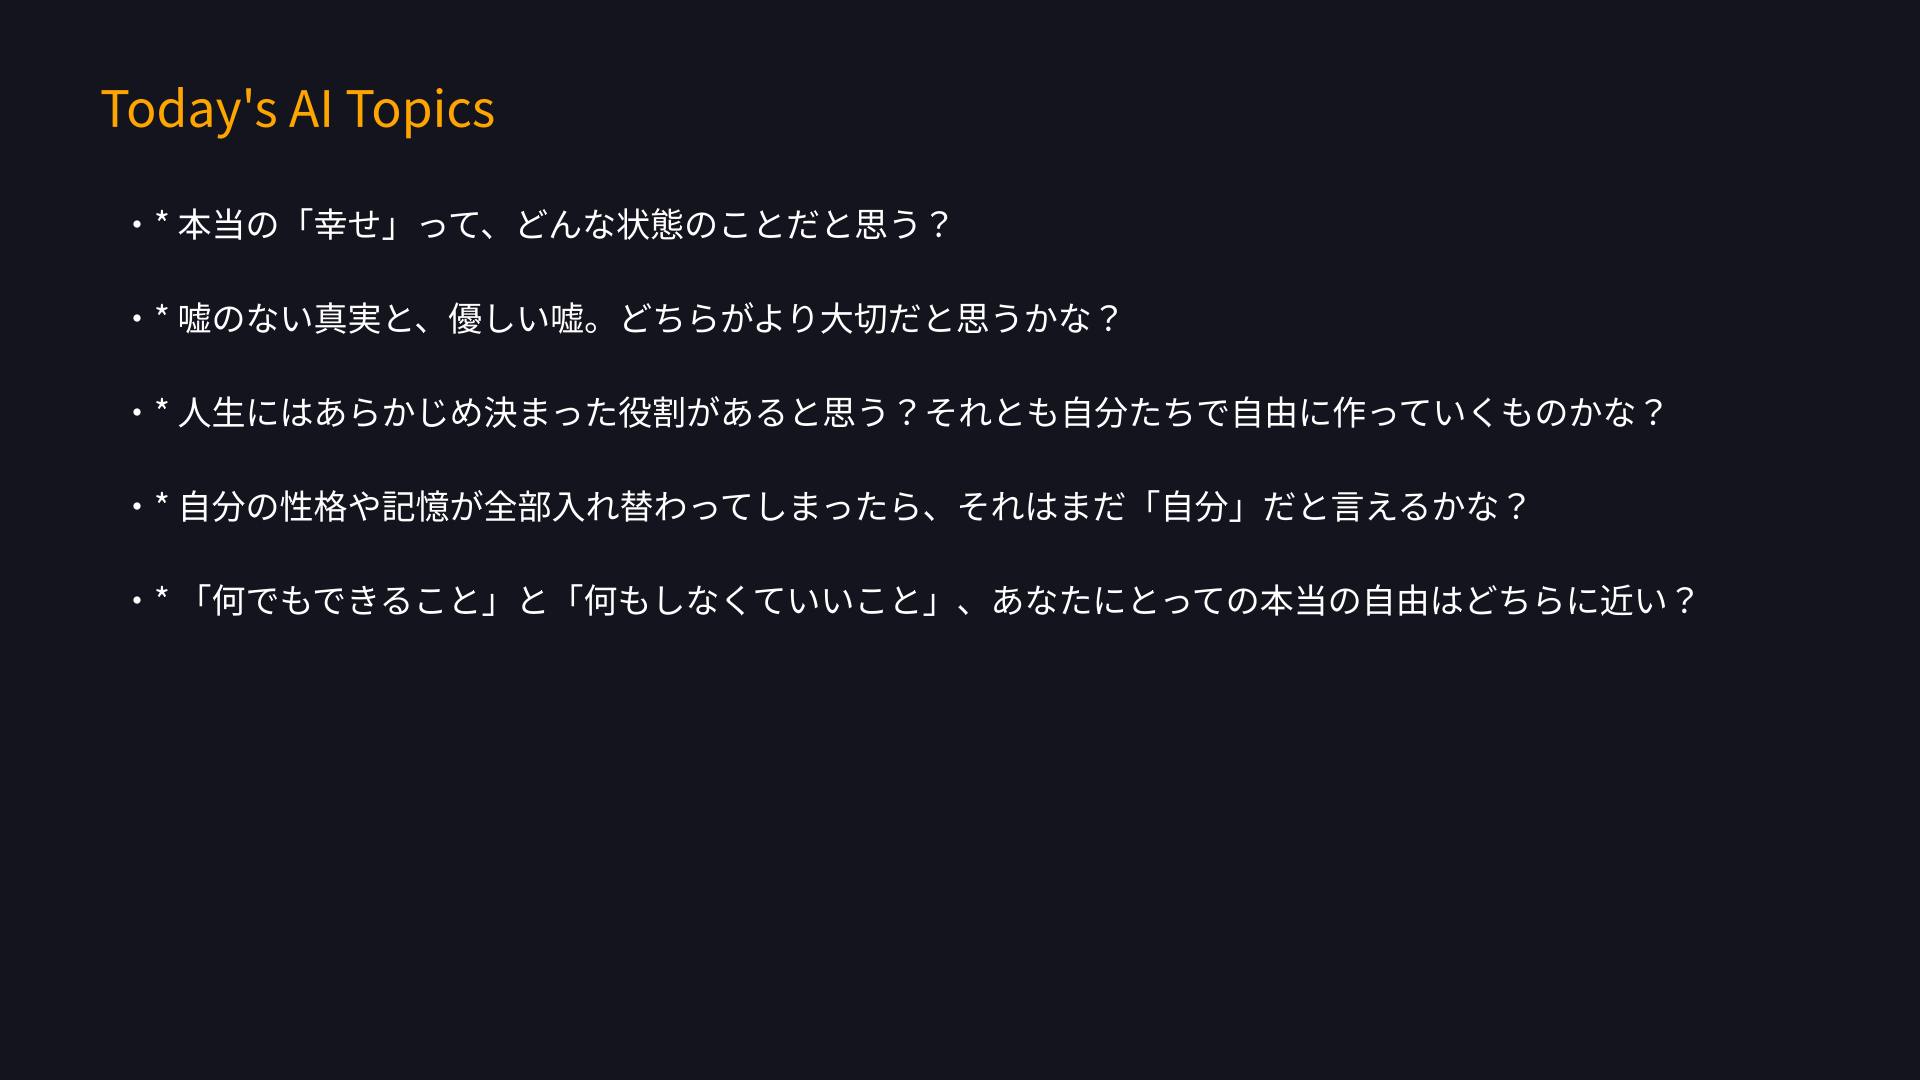 Today's AI Topics
・* 本当の「幸せ」って、どんな状態のことだと思う？
・* 嘘のない真実と、優しい嘘。どちらがより大切だと思うかな？
・* 人生にはあらかじめ決まった役割があると思う？それとも自分たちで自由に作っていくものかな？
・* 自分の性格や記憶が全部入れ替わってしまったら、それはまだ「自分」だと言えるかな？
・* 「何でもできること」と「何もしなくていいこと」、あなたにとっての本当の自由はどちらに近い？